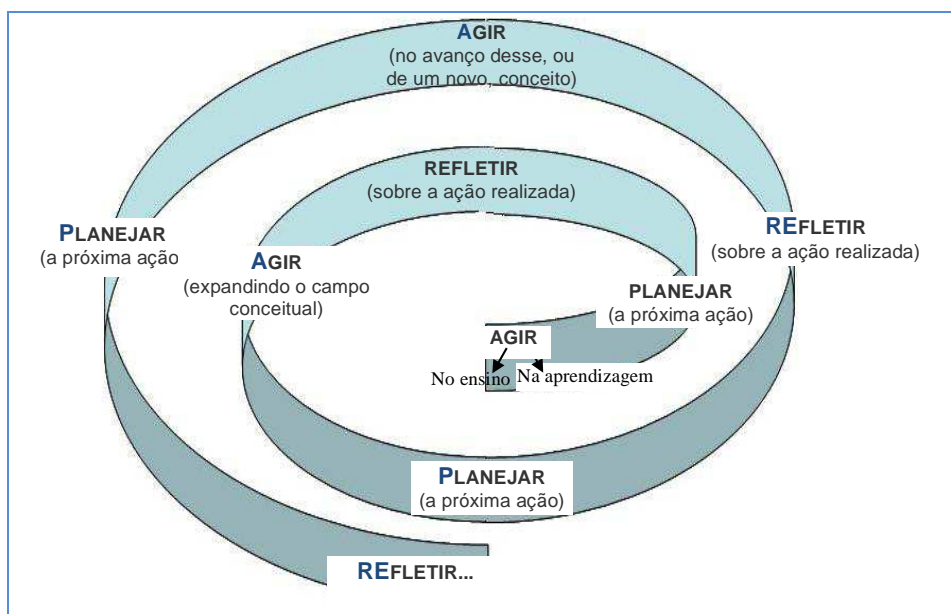 AGIR
(no avanço desse, ou
de um novo, conceito)
REFLETIR
(sobre a ação realizada)
PLANEJAR
(a próxima ação
REFLETIR
(sobre a ação realizada)
AGIR
(expandindo o campo
conceitual)
PLANEJAR
(a próxima ação)
AGIR
No ensino Na aprendizagem
PLANEJAR
(a próxima ação)
REFLETIR...